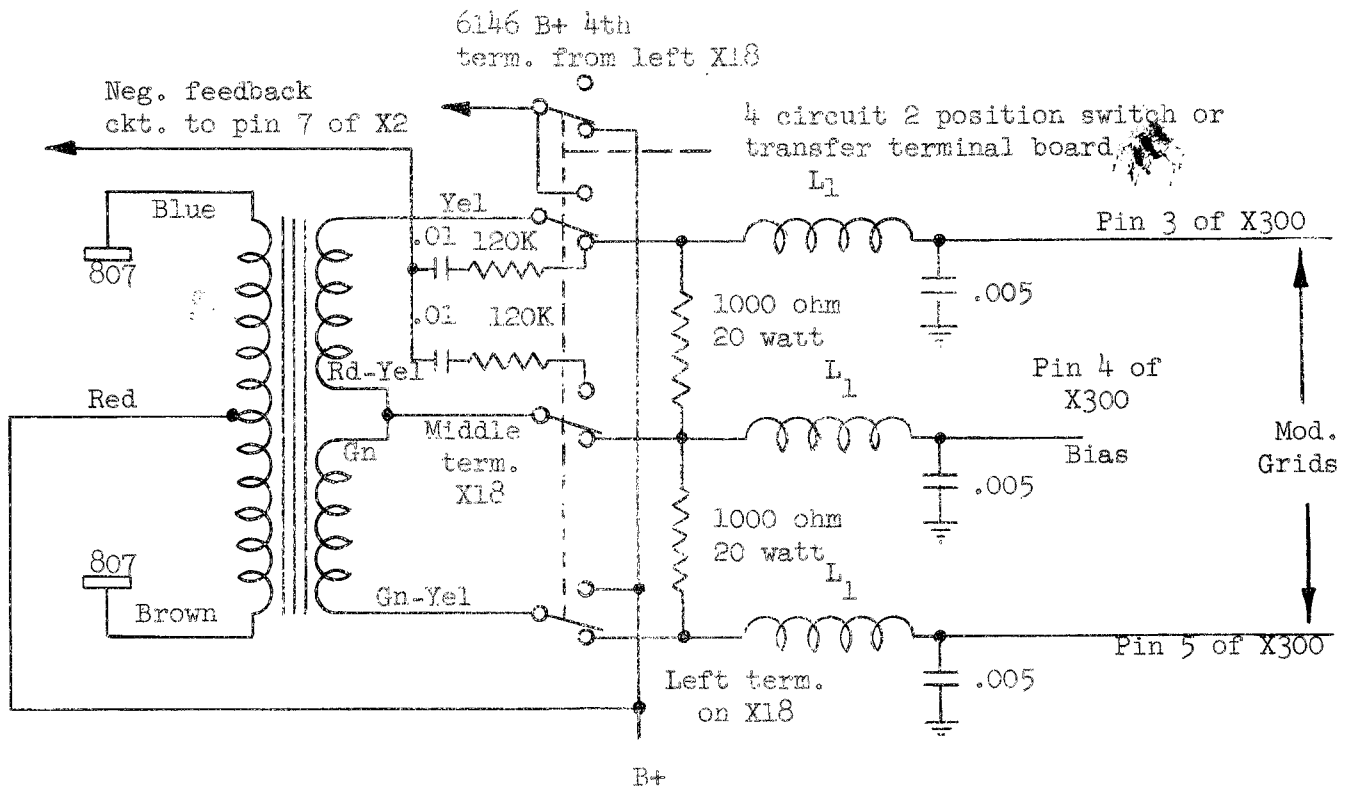 6146 B+ 4th
term. from left X18
Neg. feedback
ckt. to pin 7 of X2
4 circuit 2 position switch or
transfer terminal board
L1
Blue
Yel
Pin 3 of X300
.01 120K
807
.005
.01 120K
1000 ohm
20 watt
L1
Rd-Yel
Pin 4 of
X300
Red
Middle
term.
X18
Gn
Bias
Mod.
Grids
.005
1000 ohm
20 watt
L1
807
Gn-Yel
Brown
Pin 5 of X300
Left term.
on X18
.005
B+